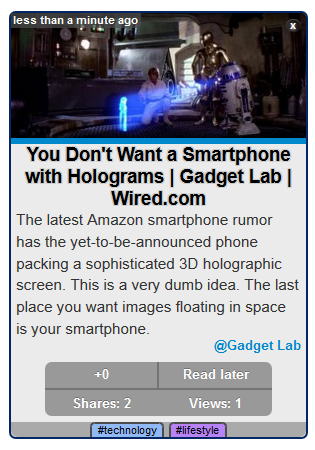 less than a minute ago
x
You Don't Want a Smartphone
with Holograms | Gadget Lab |
Wired.com
The latest Amazon smartphone rumor
has the yet-to-be-announced phone
packing a sophisticated 3D holographic
screen. This is a very dumb idea. The last
place you want images floating in space
is your smartphone.
@Gadget Lab
+0 Read later
Shares: 2 Views: 1
#technology #lifestyle